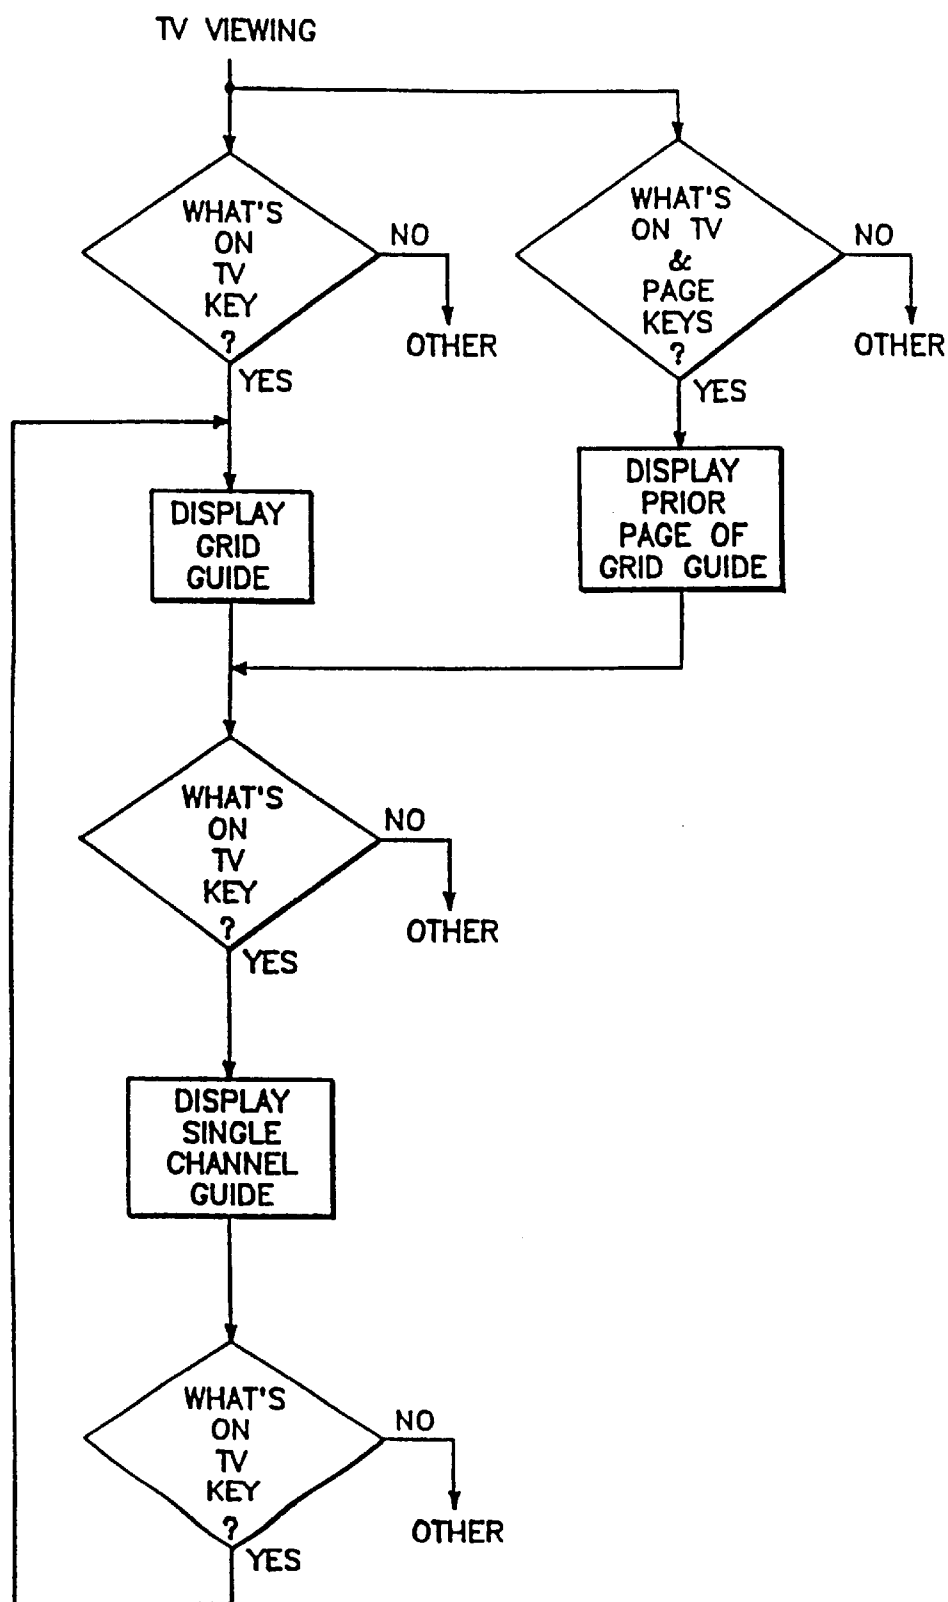 TV VIEWING
WHAT'S
ON
TV
KEY
?
NO
OTHER
YES
WHAT'S
ON TV
&
PAGE
KEYS
?
NO
OTHER
YES
DISPLAY
GRID
GUIDE
DISPLAY
PRIOR
PAGE OF
GRID GUIDE
WHAT'S
ON
TV
KEY
?
NO
OTHER
YES
DISPLAY
SINGLE
CHANNEL
GUIDE
WHAT'S
ON
TV
KEY
?
NO
OTHER
YES